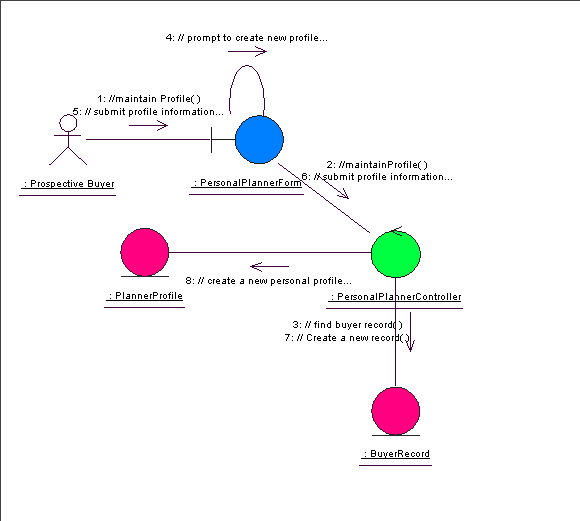 4: // prompt to create new profile...
1: //maintain Profile( )
5: // submit profile information...
: Prospective Buyer
: PersonalPlannerForm
2: //maintainProfile( )
6: // submit profile information...
8: // create a new personal profile...
: PlannerProfile
: PersonalPlannerController
3: // find buyer record( )
7: // Create a new record( )
: BuyerRecord